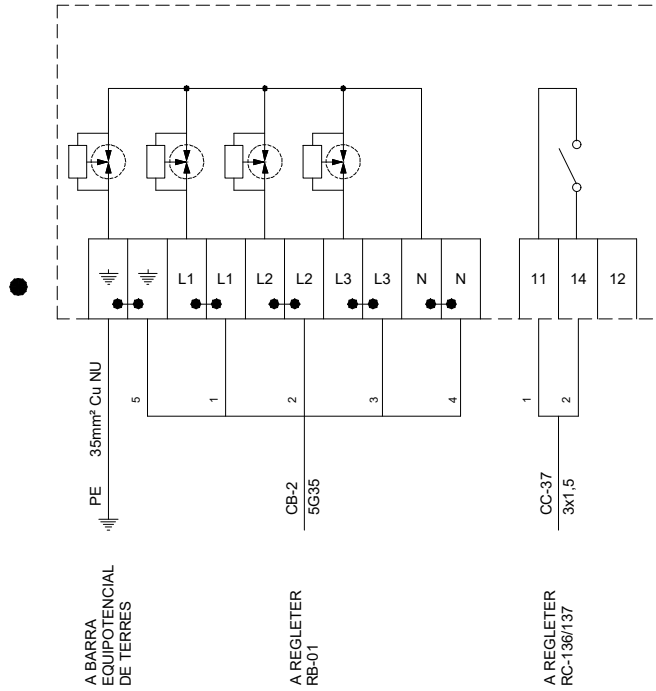 L1
L1
L2
L2
L3
L3
N
N
11
14
12
5
1
2
3
4
1
2
PE
35mm² Cu NU
CB-2
5G35
CC-37
3x1,5
A BARRA
EQUIPOTENCIAL
DE TERRES
A REGLETER
RB-01
A REGLETER
RC-136/137